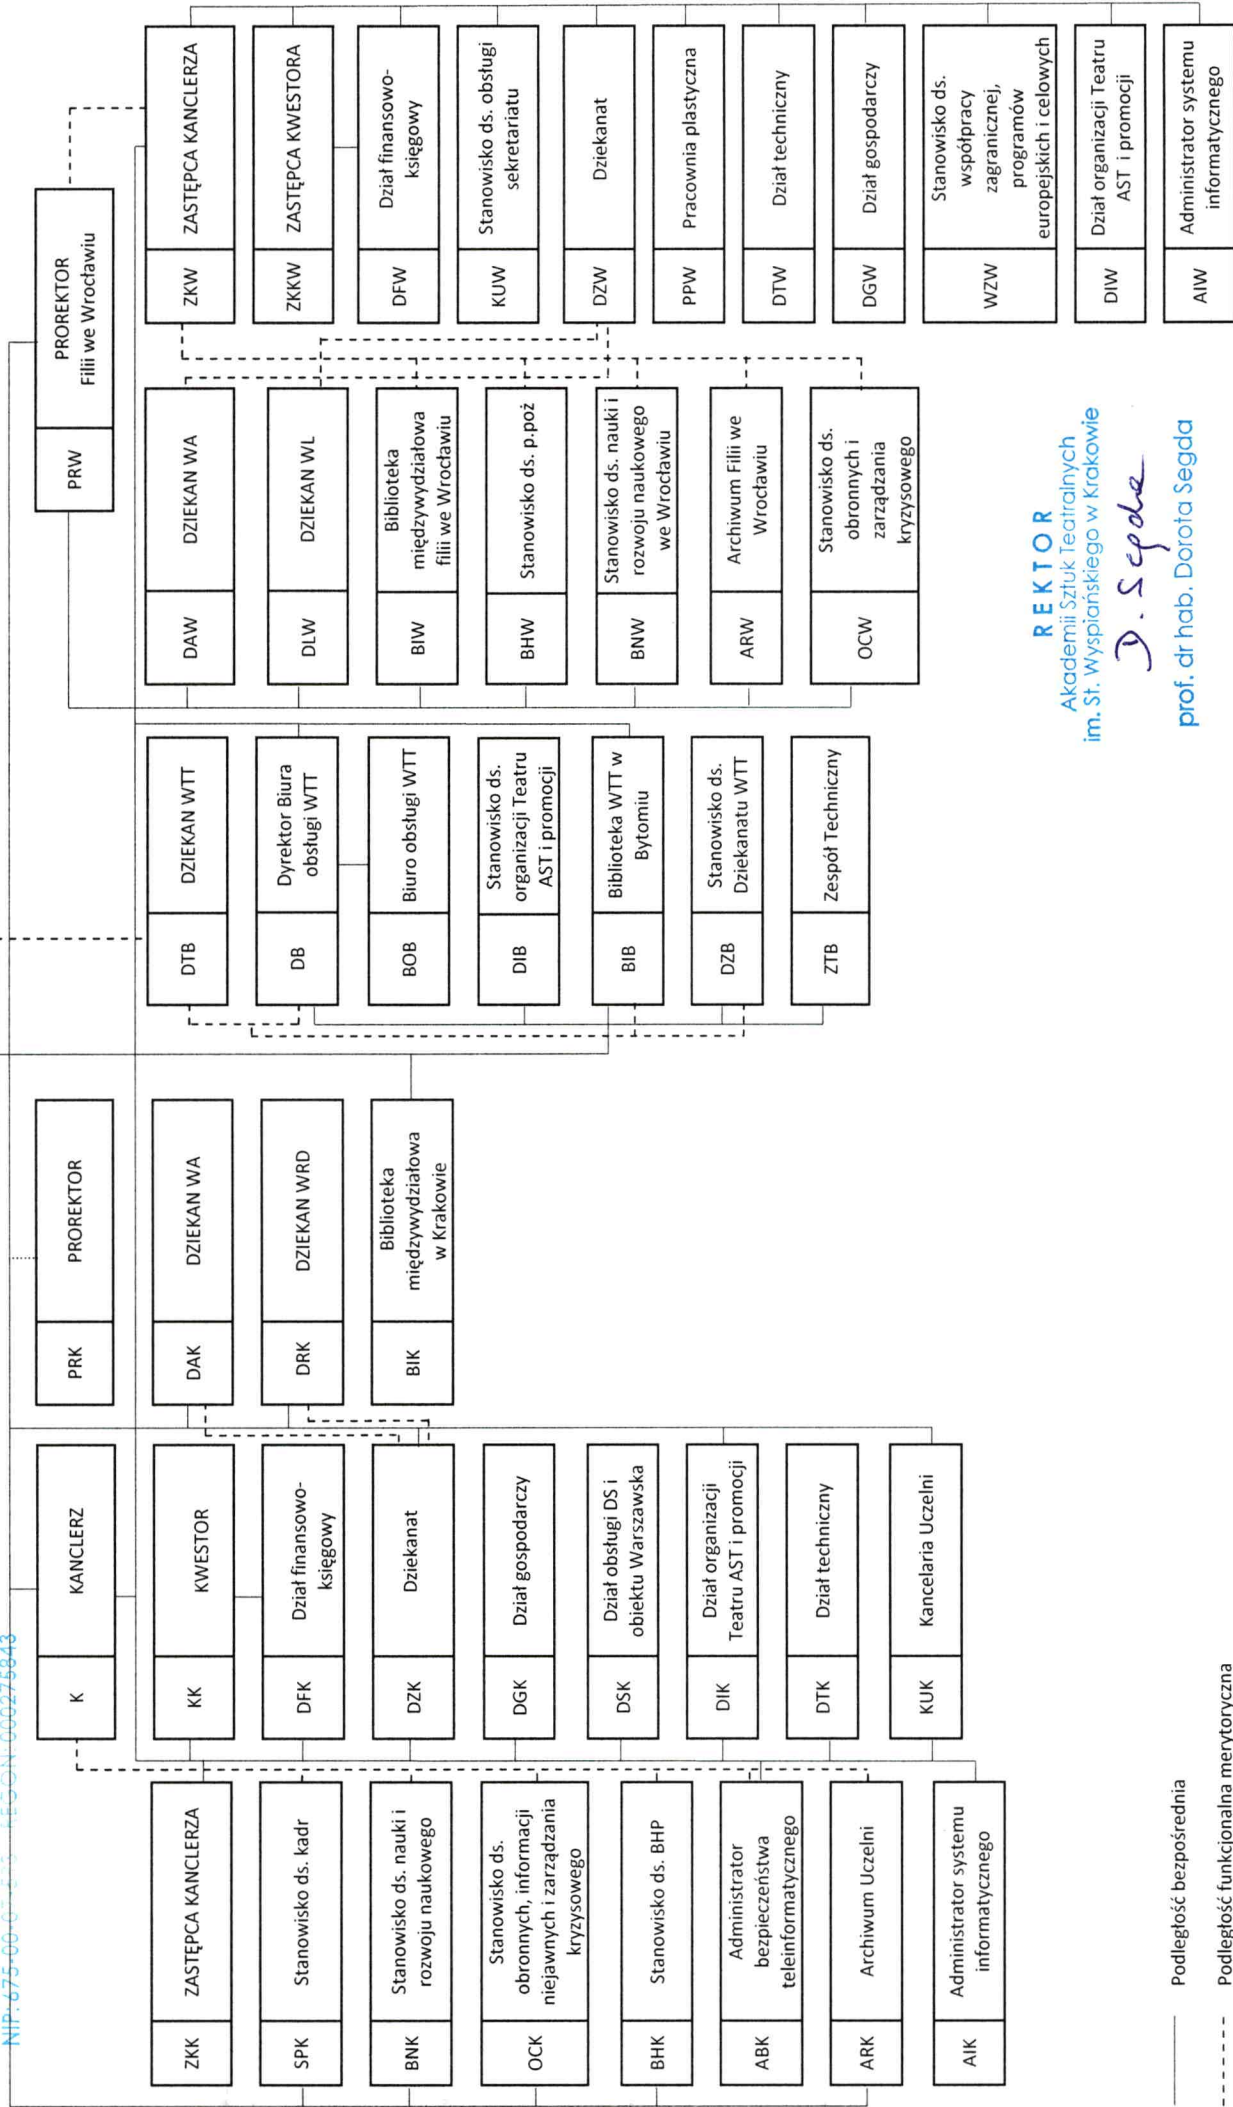 NIP: 675-00- REGON: 000275843
K
KANCLERZ
PRK
PROREKTOR
PRW
PROREKTOR
Filii we Wrocławiu
ZKK
ZASTĘPCA KANCLERZA
SPK
Stanowisko ds. kadr
BNK
Stanowisko ds. nauki i
rozwoju naukowego
OCK
Stanowisko ds.
obronnych, informacji
niejawnych i zarządzania
kryzysowego
BHK
Stanowisko ds. BHP
ABK
Administrator
bezpieczeństwa
teleinformatycznego
ARK
Archiwum Uczelni
AIK
Administrator systemu
informatycznego
KK
KWESTOR
DFK
Dział finansowo-
księgowy
DZK
Dziekanat
DGK
Dział gospodarczy
DSK
Dział obsługi DS i
obiektu Warszawska
DIK
Dział organizacji
Teatru AST i promocji
DTK
Dział techniczny
KUK
Kancelaria Uczelni
DAK
DZIEKAN WA
DRK
DZIEKAN WRD
BIK
Biblioteka
międzywydziałowa
w Krakowie
DTB
DZIEKAN WTT
DB
Dyrektor Biura
obsługi WTT
BOB
Biuro obsługi WTT
DIB
Stanowisko ds.
organizacji Teatru
AST i promocji
BIB
Biblioteka WTT w
Bytomiu
DZB
Stanowisko ds.
Dziekanatu WTT
ZTB
Zespół Techniczny
DAW
DZIEKAN WA
DLW
DZIEKAN WL
BIW
Biblioteka
międzywydziałowa
filii we Wrocławiu
BHW
Stanowisko ds. p.poż
BNW
Stanowisko ds. nauki i
rozwoju naukowego
we Wrocławiu
ARW
Archiwum Filii we
Wrocławiu
OCW
Stanowisko ds.
obronnych i
zarządzania
kryzysowego
ZKW
ZASTĘPCA KANCLERZA
ZKKW
ZASTĘPCA KWESTORA
DFW
Dział finansowo-
księgowy
KUW
Stanowisko ds. obsługi
sekretariatu
DZW
Dziekanat
PPW
Pracownia plastyczna
DTW
Dział techniczny
DGW
Dział gospodarczy
WZW
Stanowisko ds.
współpracy
zagranicznej,
programów
europejskich i celowych
DIW
Dział organizacji Teatru
AST i promocji
AIW
Administrator systemu
informatycznego
Podległość bezpośrednia
Podległość funkcjonalna merytoryczna
REKTOR
Akademii Sztuk Teatralnych
im. St. Wyspiańskiego w Krakowie
D. Segda
prof. dr hab. Dorota Segda